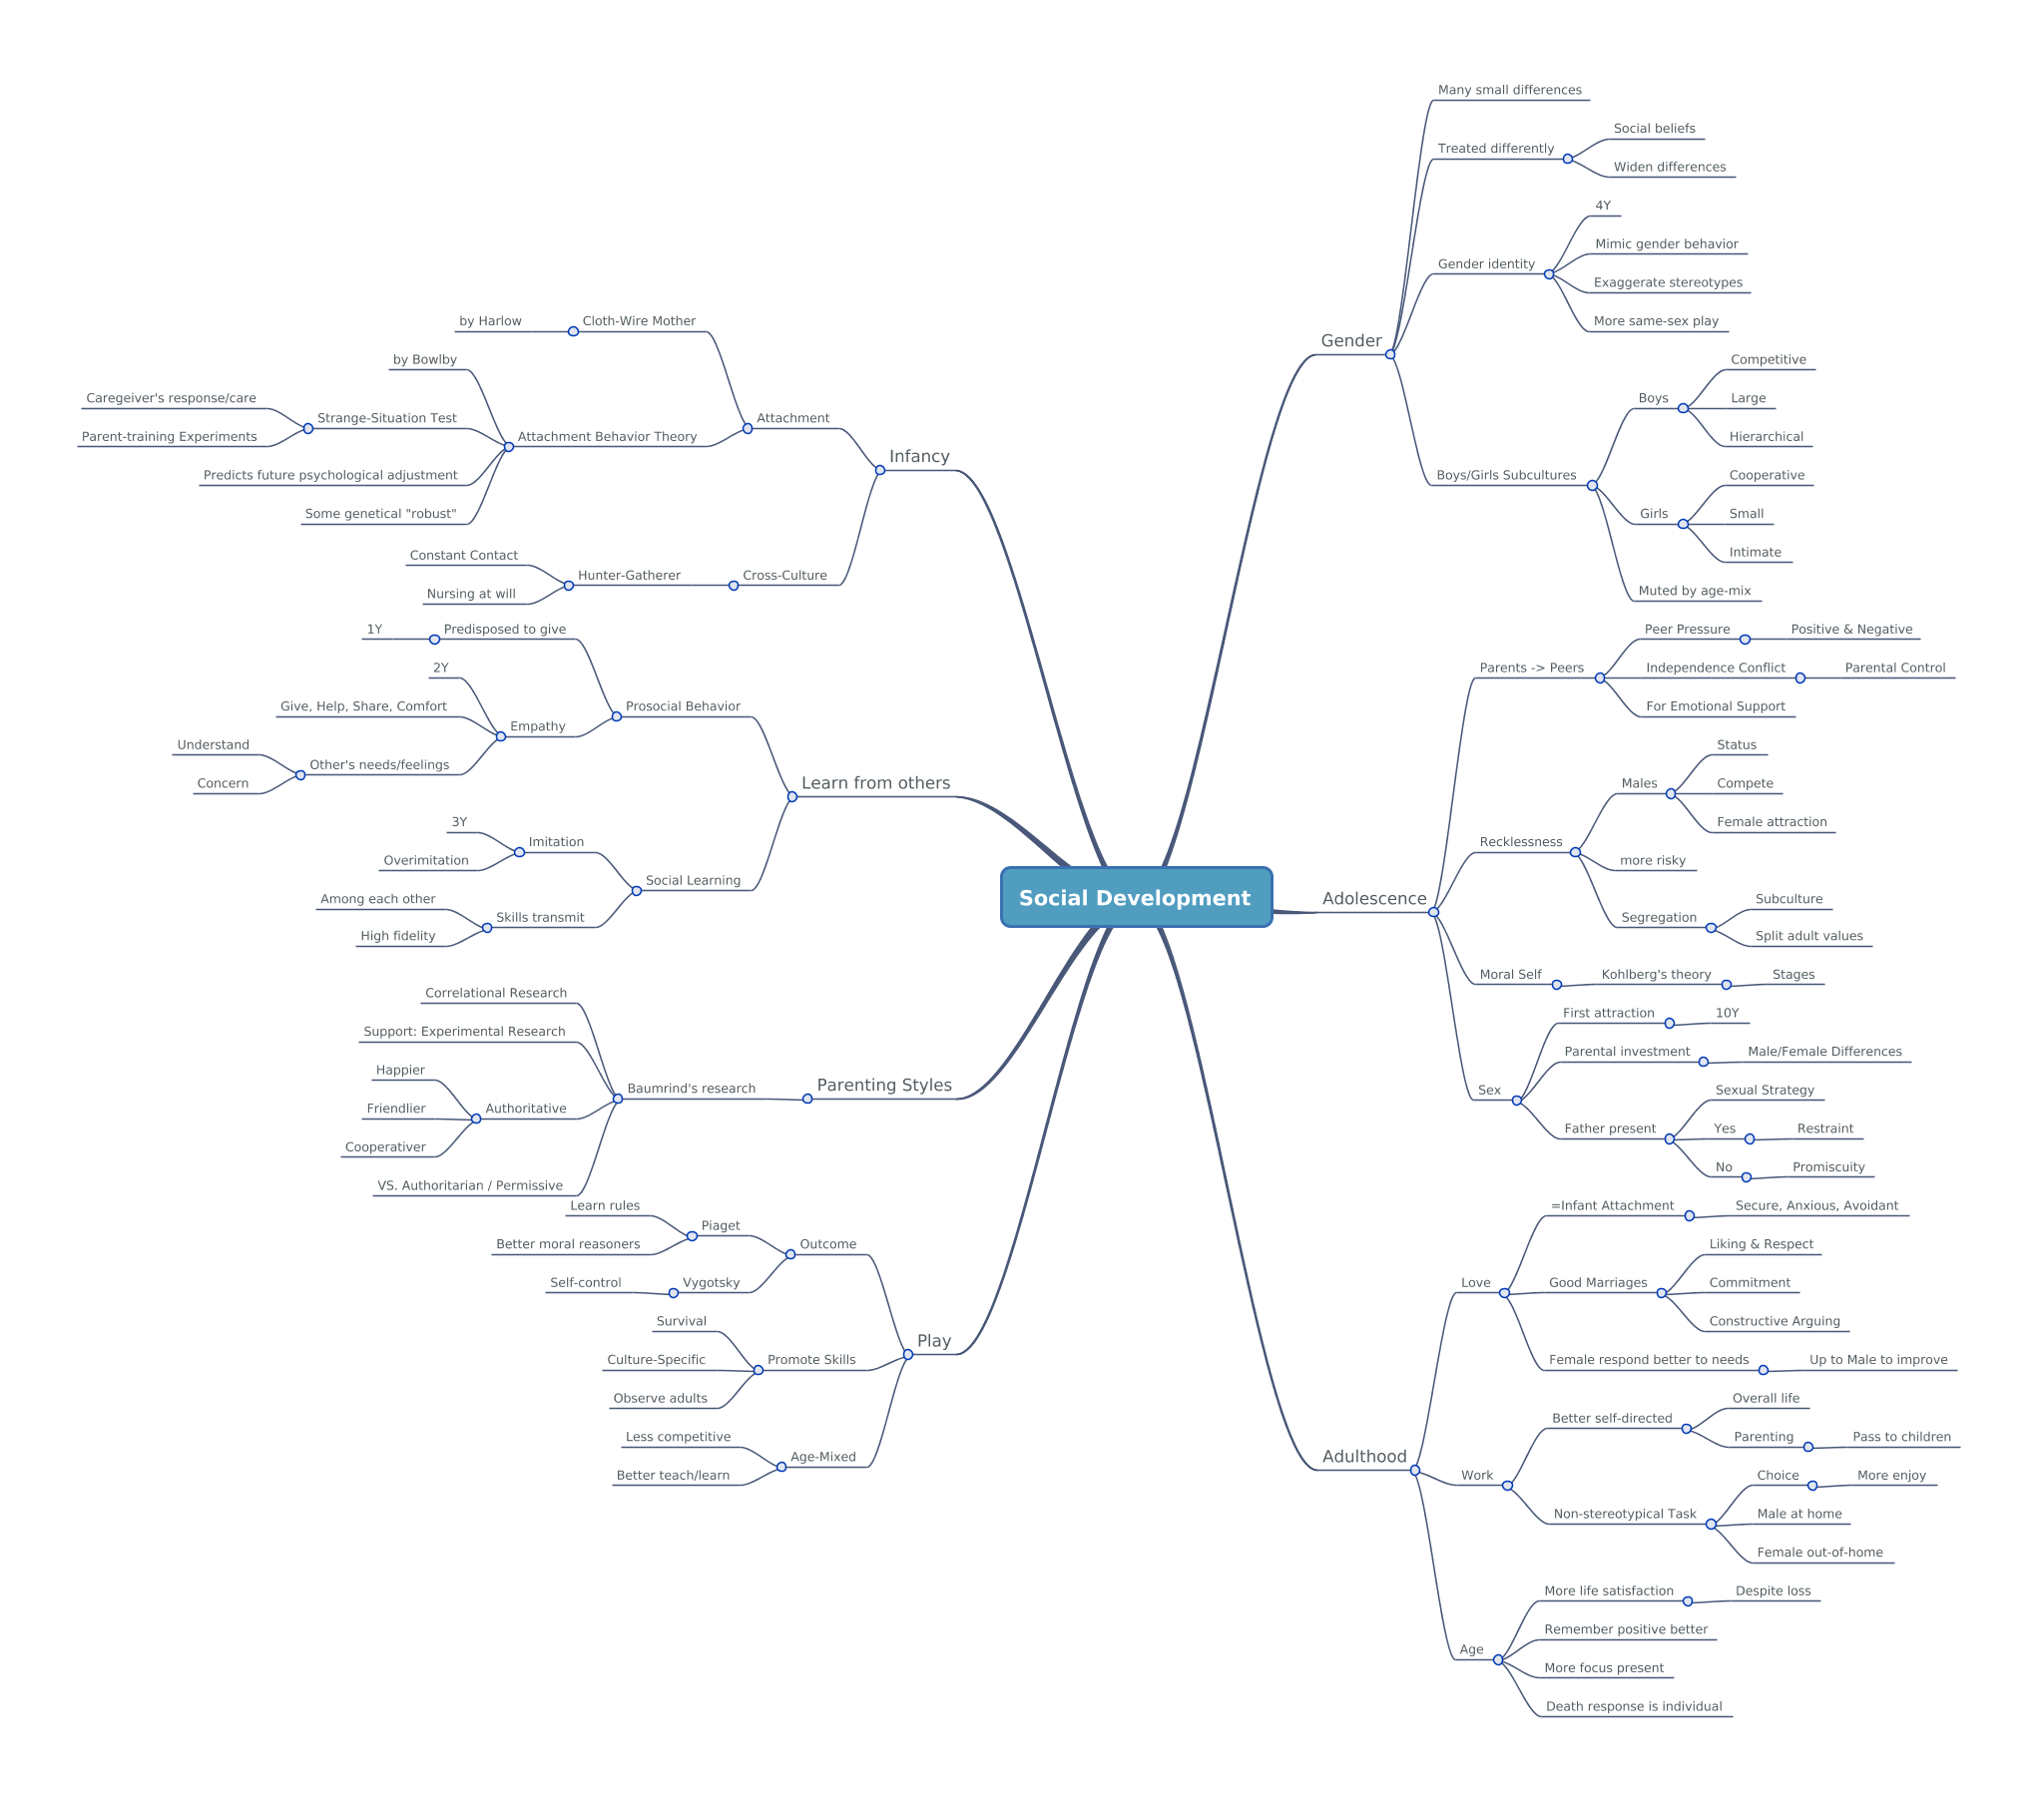 Social Development
Infancy
Attachment
Cloth-Wire Mother
by Harlow
Attachment Behavior Theory
by Bowlby
Strange-Situation Test
Caregeiver's response/care
Parent-training Experiments
Predicts future psychological adjustment
Some genetical "robust"
Cross-Culture
Hunter-Gatherer
Constant Contact
Nursing at will
Learn from others
Prosocial Behavior
Predisposed to give
1Y
Empathy
2Y
Give, Help, Share, Comfort
Other's needs/feelings
Understand
Concern
Social Learning
Imitation
3Y
Overimitation
Skills transmit
Among each other
High fidelity
Parenting Styles
Baumrind's research
Correlational Research
Support: Experimental Research
Authoritative
Happier
Friendlier
Cooperativer
VS. Authoritarian / Permissive
Play
Outcome
Piaget
Learn rules
Better moral reasoners
Vygotsky
Self-control
Promote Skills
Survival
Culture-Specific
Observe adults
Age-Mixed
Less competitive
Better teach/learn
Gender
Many small differences
Treated differently
Social beliefs
Widen differences
Gender identity
4Y
Mimic gender behavior
Exaggerate stereotypes
More same-sex play
Boys/Girls Subcultures
Boys
Competitive
Large
Hierarchical
Girls
Cooperative
Small
Intimate
Muted by age-mix
Adolescence
Parents -> Peers
Peer Pressure
Positive & Negative
Independence Conflict
Parental Control
For Emotional Support
Recklessness
Males
Status
Compete
Female attraction
more risky
Segregation
Subculture
Split adult values
Moral Self
Kohlberg's theory
Stages
Sex
First attraction
10Y
Parental investment
Male/Female Differences
Father present
Sexual Strategy
Yes
Restraint
No
Promiscuity
Adulthood
Love
=Infant Attachment
Secure, Anxious, Avoidant
Good Marriages
Liking & Respect
Commitment
Constructive Arguing
Female respond better to needs
Up to Male to improve
Work
Better self-directed
Overall life
Parenting
Pass to children
Non-stereotypical Task
Choice
More enjoy
Male at home
Female out-of-home
Age
More life satisfaction
Despite loss
Remember positive better
More focus present
Death response is individual